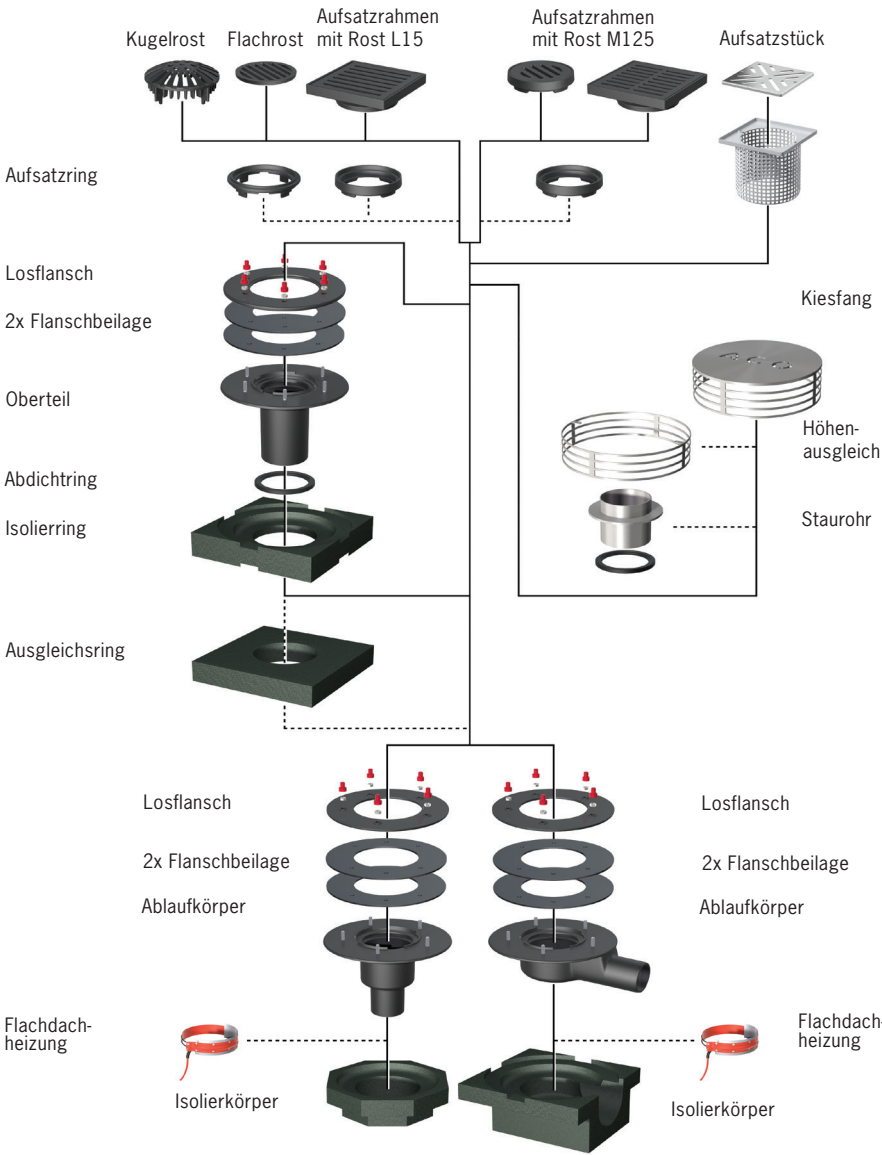 Kugelrost
Flachrost
Aufsatzrahmen
mit Rost L15
Aufsatzrahmen
mit Rost M125
Aufsatzstück
Aufsatzring
Losflansch
2x Flanschbeilage
Kiesfang
ACO
Oberteil
Höhen-
ausgleich
Abdichtring
Isolierring
Staurohr
Ausgleichsring
Losflansch
Losflansch
2x Flanschbeilage
2x Flanschbeilage
Ablaufkörper
Ablaufkörper
Flachdach-
heizung
Flachdach-
heizung
Isolierkörper
Isolierkörper